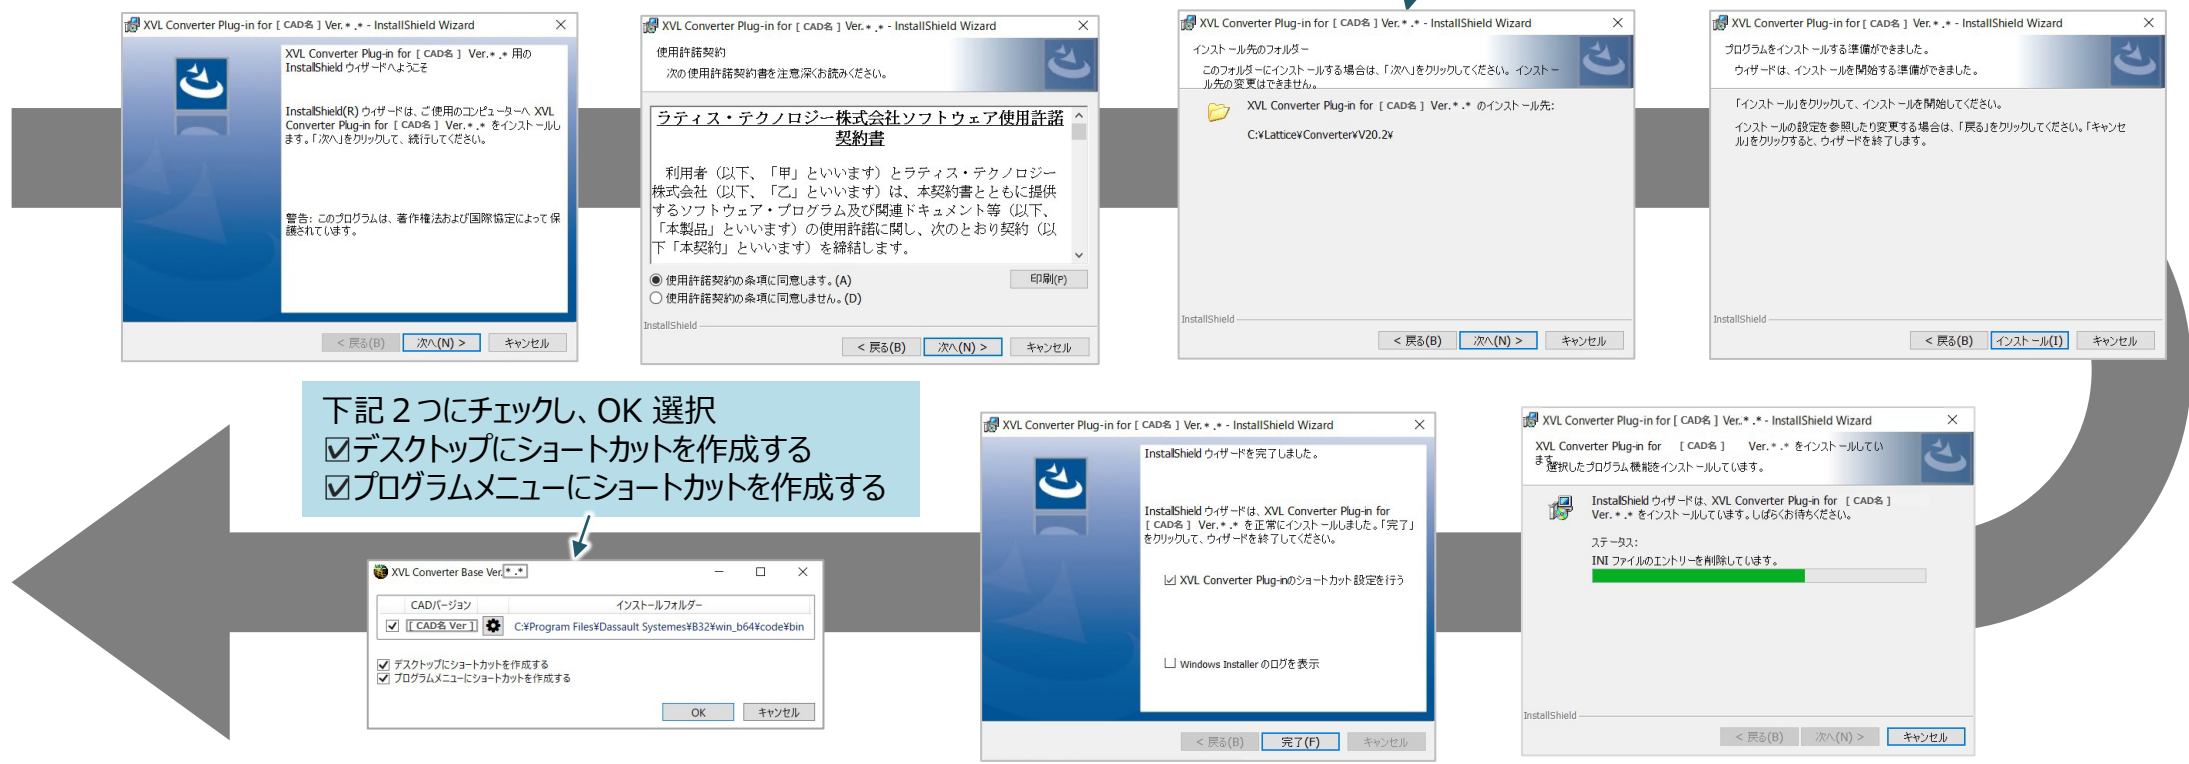 XVL Converter Plug-in for [ CAD名 ] Ver.*.* - InstallShield Wizard
XVL Converter Plug-in for [ CAD名 ] Ver.*.* 用の
InstallShield ウィザードへようこそ
InstallShield(R) ウィザードは、ご使用のコンピューターへ XVL
Converter Plug-in for [ CAD名 ] Ver.*.* をインストールし
ます。「次へ」をクリックして、続行してください。
警告: このプログラムは、著作権法および国際協定によって保
護されています。
< 戻る(B) 次へ(N) > キャンセル
XVL Converter Plug-in for [ CAD名 ] Ver.*.* - InstallShield Wizard
使用許諾契約
次の使用許諾契約書を注意深くお読みください。
ラティス・テクノロジー株式会社ソフトウェア使用許諾
契約書
利用者（以下、「甲」といいます）とラティス・テクノロジー
株式会社（以下、「乙」といいます）は、本契約書とともに提供
するソフトウェア・プログラム及び関連ドキュメント等（以下、
「本製品」といいます）の使用許諾に関し、次のとおり契約（以
下「本契約」といいます）を締結します。
使用許諾契約の条項に同意します。(A)
印刷(P)
使用許諾契約の条項に同意しません。(D)
InstallShield
< 戻る(B) 次へ(N) > キャンセル
XVL Converter Plug-in for [ CAD名 ] Ver.*.* - InstallShield Wizard
インストール先のフォルダー
このフォルダーにインストールする場合は、「次へ」をクリックしてください。インストー
ル先の変更はできません。
XVL Converter Plug-in for [ CAD名 ] Ver.*.* のインストール先:
C:¥Lattice¥Converter¥V20.2¥
InstallShield
< 戻る(B) 次へ(N) > キャンセル
XVL Converter Plug-in for [ CAD名 ] Ver.*.* - InstallShield Wizard
プログラムをインストールする準備ができました。
ウィザードは、インストールを開始する準備ができました。
「インストール」をクリックして、インストールを開始してください。
インストールの設定を参照したり変更する場合は、「戻る」をクリックしてください。「キャンセ
ル」をクリックすると、ウィザードを終了します。
InstallShield
< 戻る(B) インストール(I) キャンセル
XVL Converter Plug-in for [ CAD名 ] Ver.*.* - InstallShield Wizard
XVL Converter Plug-in for [ CAD名 ] Ver.*.* をインストールしてい
ます
選択したプログラム機能をインストールしています。
InstallShield ウィザードは、XVL Converter Plug-in for [ CAD名 ]
Ver.*.* をインストールしています。しばらくお待ちください。
ステータス:
INI ファイルのエントリーを削除しています。
InstallShield
< 戻る(B) 次へ(N) > キャンセル
XVL Converter Plug-in for [ CAD名 ] Ver.*.* - InstallShield Wizard
InstallShield ウィザードを完了しました。
InstallShield ウィザードは、XVL Converter Plug-in for
[ CAD名 ] Ver.*.* を正常にインストールしました。「完了」
をクリックして、ウィザードを終了してください。
☑ XVL Converter Plug-inのショートカット設定を行う
☐ Windows Installer のログを表示
< 戻る(B) 完了(F) キャンセル
下記２つにチェックし、OK 選択
☑デスクトップにショートカットを作成する
☑プログラムメニューにショートカットを作成する
XVL Converter Base Ver.*.*
CADバージョン インストールフォルダー
[ CAD名 Ver ] C:¥Program Files¥Dassault Systemes¥B32¥win_b64¥code¥bin
デスクトップにショートカットを作成する
プログラムメニューにショートカットを作成する
OK キャンセル